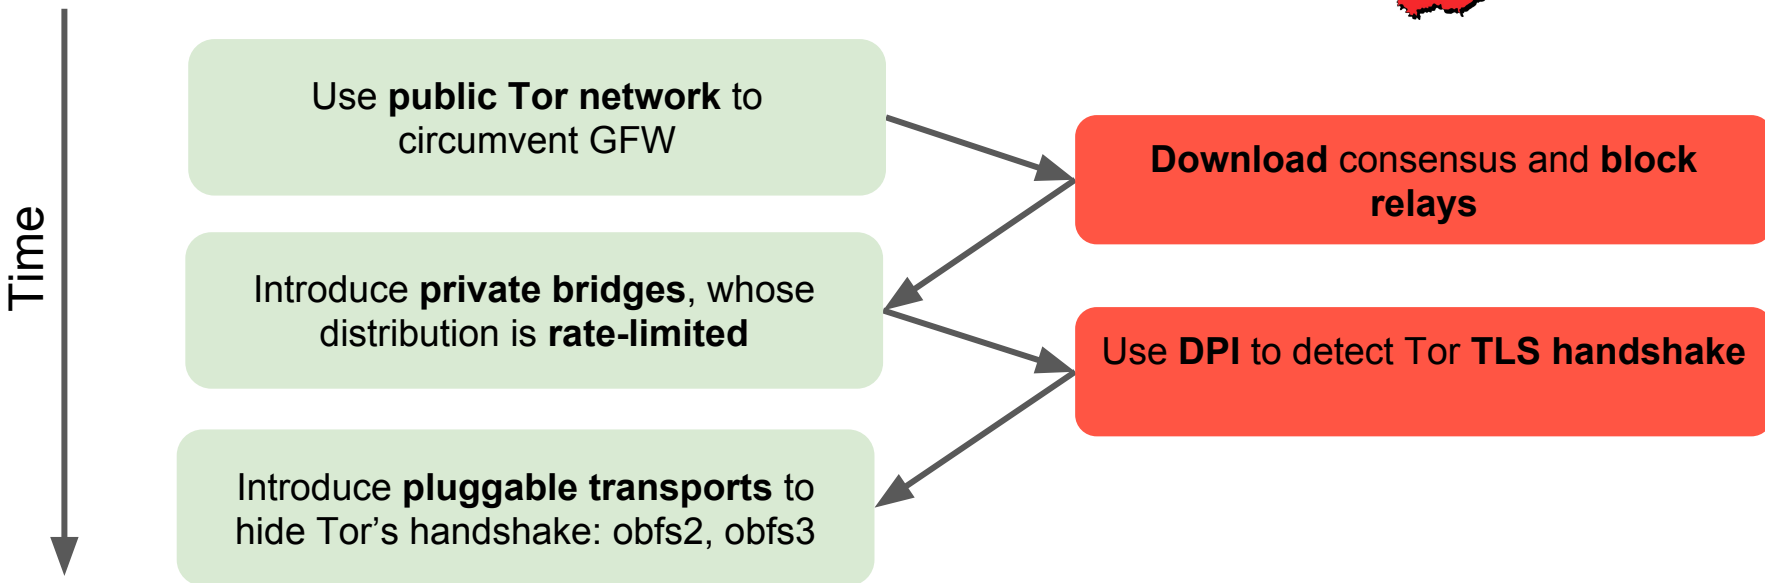 Time
Use public Tor network to
circumvent GFW
Download consensus and block
relays
Introduce private bridges, whose
distribution is rate-limited
Use DPI to detect Tor TLS handshake
Introduce pluggable transports to
hide Tor’s handshake: obfs2, obfs3